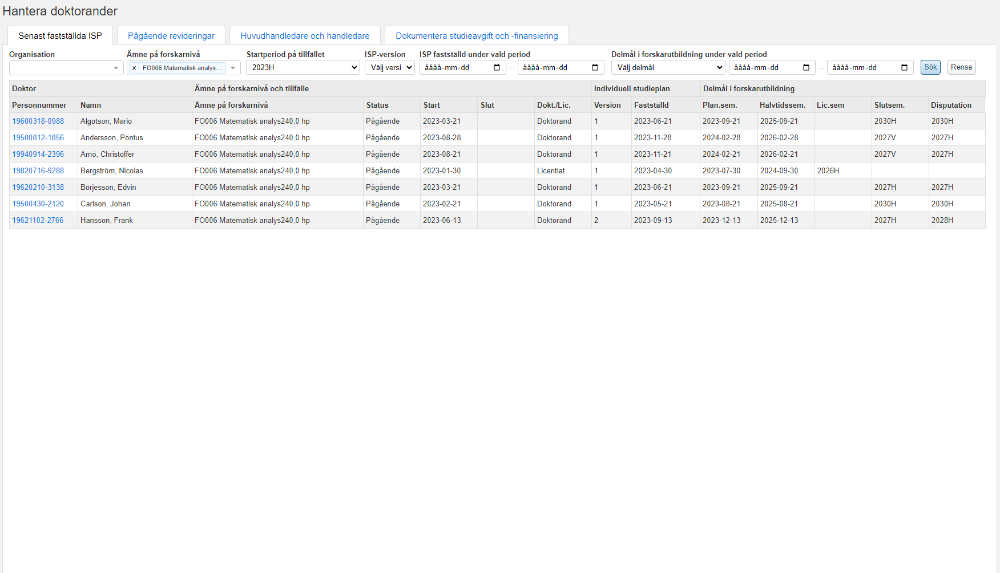 Hantera doktorander
Senast fastställda ISP Pågående revideringar Huvudhandledare och handledare Dokumentera studieavgift och -finansiering
Organisation Ämne på forskarnivå Startperiod på tillfället ISP-version ISP fastställd under vald period Delmål i forskarutbildning under vald period
x FO006 Matematisk analys.... 2023H Välj versi åååå-mm-dd – åååå-mm-dd Välj delmål åååå-mm-dd – åååå-mm-dd Sök Rensa
Doktor Ämne på forskarnivå och tillfälle Individuell studieplan Delmål i forskarutbildning
Personnummer Namn Ämne på forskarnivå Status Start Slut Dokt./Lic. Version Fastställd Plan.sem. Halvtidssem. Lic.sem Slutsem. Disputation
19600318-0988 Algotson, Mario FO006 Matematisk analys240,0 hp Pågående 2023-03-21 Doktorand 1 2023-06-21 2023-09-21 2025-09-21 2030H 2030H
19500812-1856 Andersson, Pontus FO006 Matematisk analys240,0 hp Pågående 2023-08-28 Doktorand 1 2023-11-28 2024-02-28 2026-02-28 2027V 2027H
19940914-2396 Arnö, Christoffer FO006 Matematisk analys240,0 hp Pågående 2023-08-21 Doktorand 1 2023-11-21 2024-02-21 2026-02-21 2027V 2027H
19820716-9288 Bergström, Nicolas FO006 Matematisk analys240,0 hp Pågående 2023-01-30 Licentiat 1 2023-04-30 2023-07-30 2024-09-30 2026H
19620210-3138 Börjesson, Edvin FO006 Matematisk analys240,0 hp Pågående 2023-03-21 Doktorand 1 2023-06-21 2023-09-21 2025-09-21 2027H 2027H
19500430-2120 Carlson, Johan FO006 Matematisk analys240,0 hp Pågående 2023-02-21 Doktorand 1 2023-05-21 2023-08-21 2025-08-21 2030H 2030H
19621102-2766 Hansson, Frank FO006 Matematisk analys240,0 hp Pågående 2023-06-13 Doktorand 2 2023-09-13 2023-12-13 2025-12-13 2027H 2028H